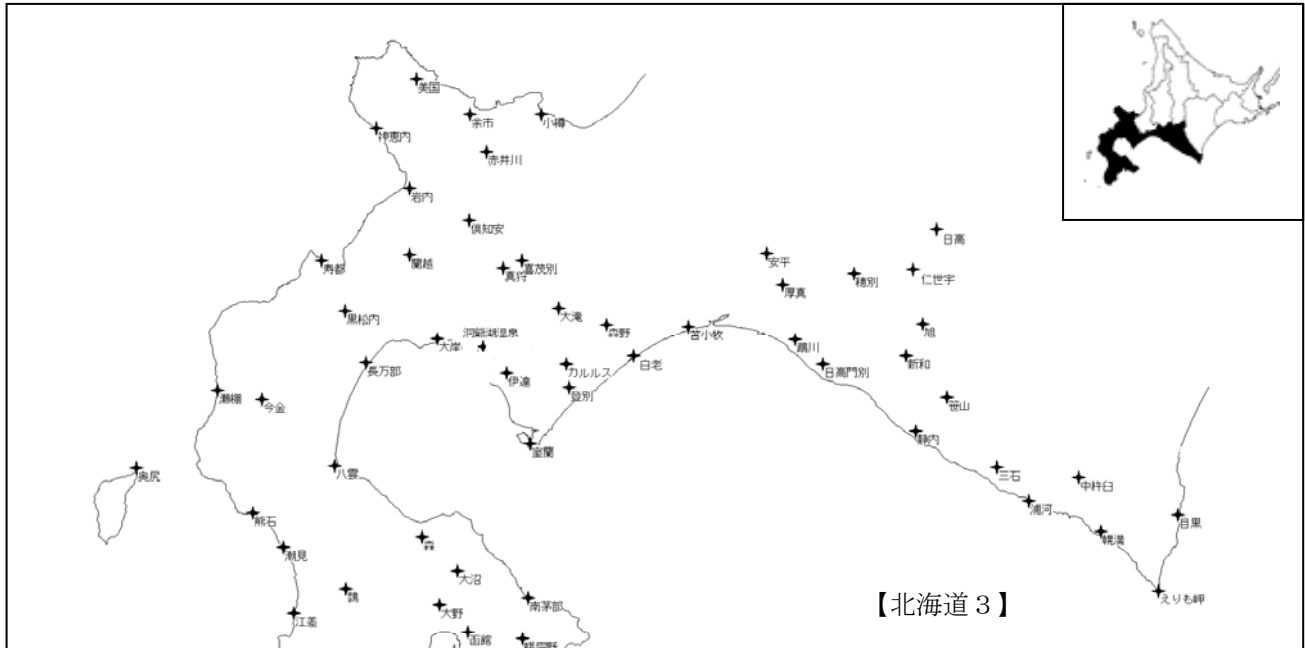 美国
余市
小樽
神恵内
赤井川
岩内
倶知安
日高
寿都
蘭越
真狩
喜茂別
安平
穂別
仁世宇
厚真
黒松内
大滝
森野
苫小牧
旭
大岸
洞爺湖温泉
鵡川
長万部
伊達
カルルス
白老
日高門別
新和
瀬棚
今金
登別
笹山
静内
室蘭
奥尻
八雲
三石
中杵臼
浦河
熊石
目黒
幌満
潮見
森
大沼
鶉
南茅部
えりも岬
江差
大野
函館
【北海道３】